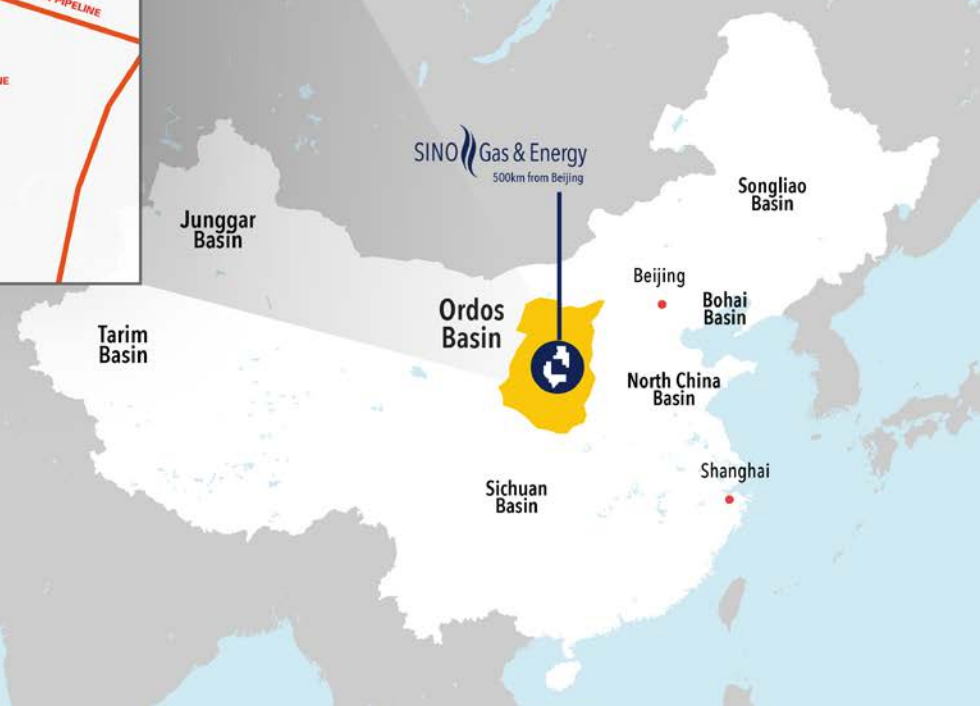 PIPELINE
NE
SINO Gas & Energy
500km from Beijing
Songliao
Basin
Junggar
Basin
Beijing
Ordos
Basin
Bohai
Basin
Tarim
Basin
North China
Basin
Shanghai
Sichuan
Basin